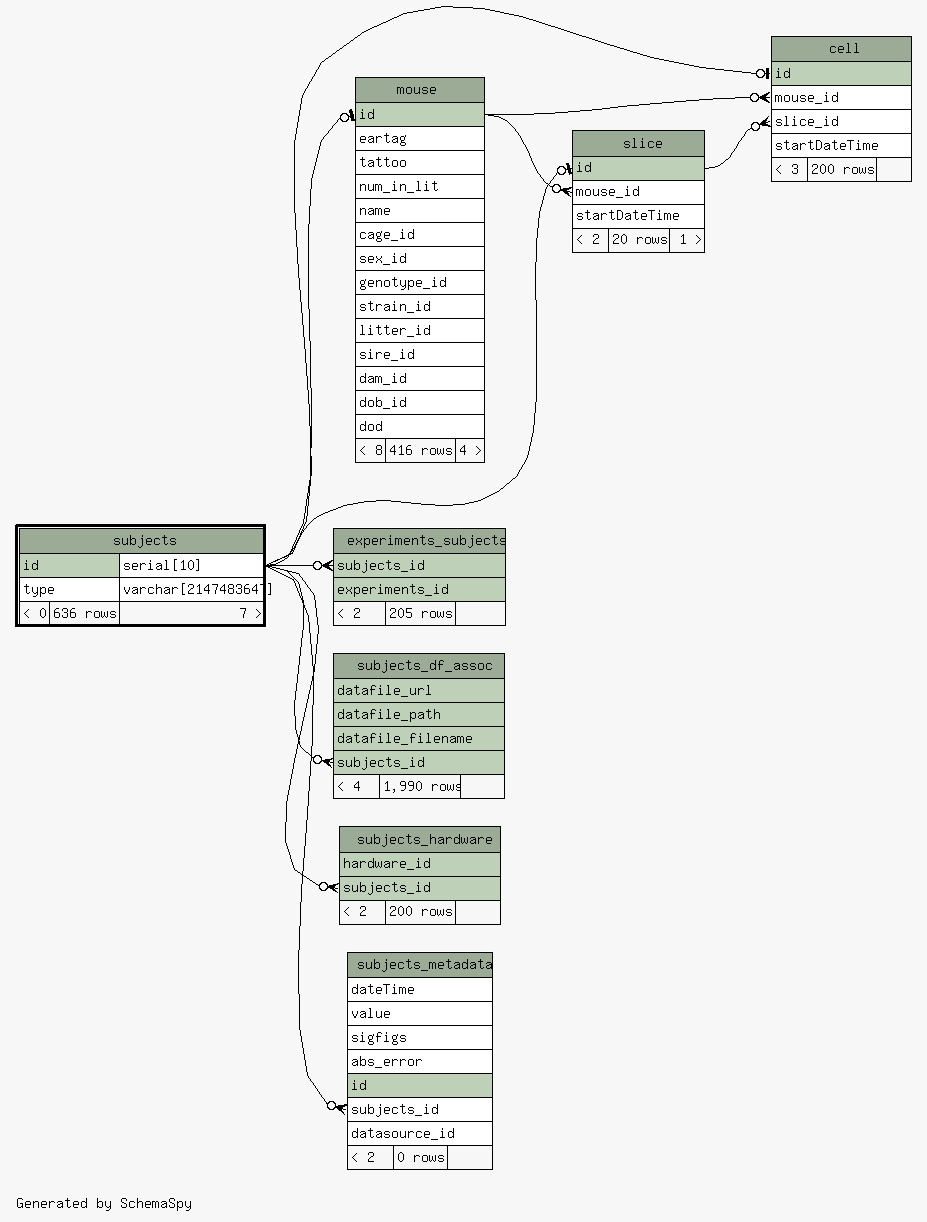 cell
id
mouse_id
slice_id
startDateTime
< 3 200 rows
mouse
id
eartag
tattoo
num_in_lit
name
cage_id
sex_id
genotype_id
strain_id
litter_id
sire_id
dam_id
dob_id
dod
< 8 416 rows 4 >
slice
id
mouse_id
startDateTime
< 2 20 rows 1 >
subjects
id serial[10]
type varchar[2147483647]
< 0 636 rows 7 >
experiments_subjects
subjects_id
experiments_id
< 2 205 rows
subjects_df_assoc
datafile_url
datafile_path
datafile_filename
subjects_id
< 4 1,990 rows
subjects_hardware
hardware_id
subjects_id
< 2 200 rows
subjects_metadata
dateTime
value
sigfigs
abs_error
id
subjects_id
datasource_id
< 2 0 rows
Generated by SchemaSpy